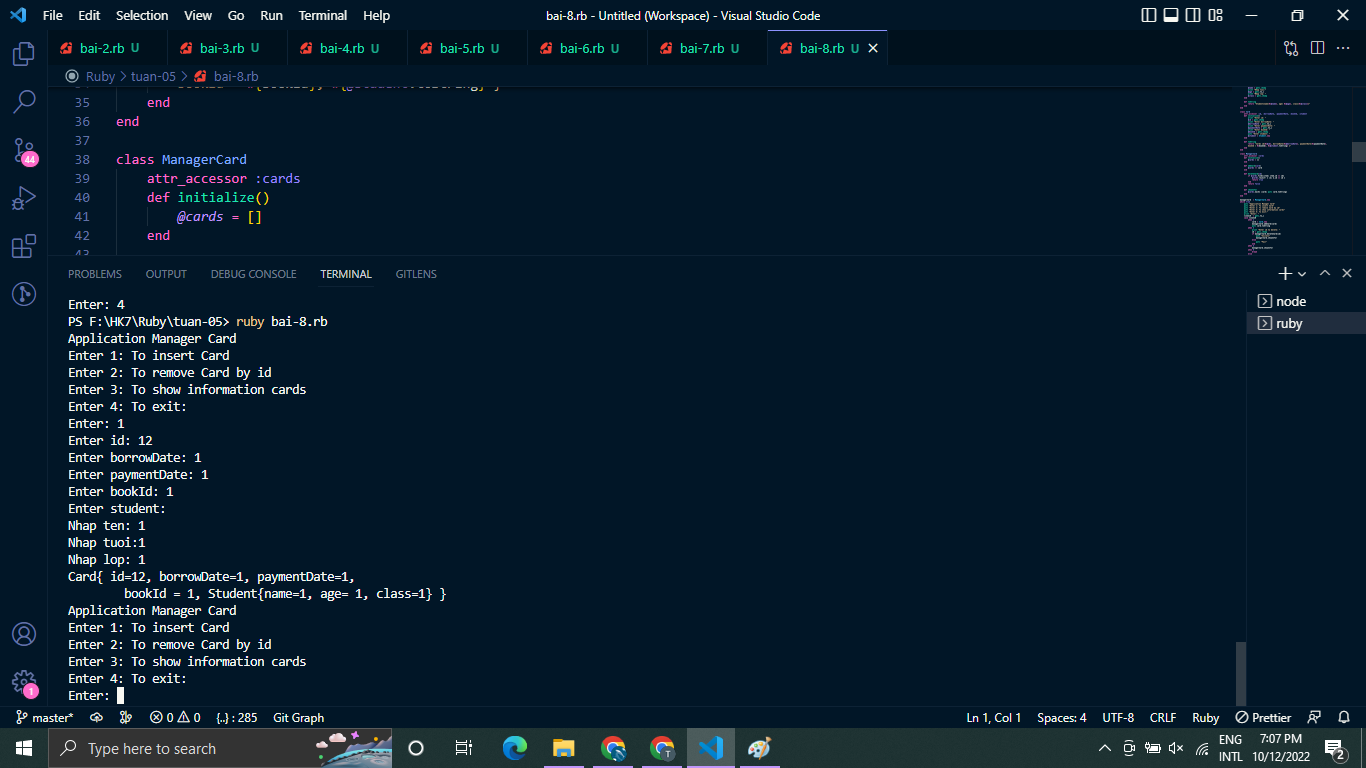 File Edit Selection View Go Run Terminal Help bai-8.rb - Untitled (Workspace) - Visual Studio Code
bai-2.rb U bai-3.rb U bai-4.rb U bai-5.rb U bai-6.rb U bai-7.rb U bai-8.rb U
Ruby > tuan-05 > bai-8.rb
35 end
36 end
37
38 class ManagerCard
39 attr_accessor :cards
40 def initialize()
41 @cards = []
42 end
PROBLEMS OUTPUT DEBUG CONSOLE TERMINAL GITLENS
Enter: 4
PS F:\HK7\Ruby\tuan-05> ruby bai-8.rb
Application Manager Card
Enter 1: To insert Card
Enter 2: To remove Card by id
Enter 3: To show information cards
Enter 4: To exit:
Enter: 1
Enter id: 12
Enter borrowDate: 1
Enter paymentDate: 1
Enter bookId: 1
Enter student:
Nhap ten: 1
Nhap tuoi:1
Nhap lop: 1
Card{ id=12, borrowDate=1, paymentDate=1,
bookId = 1, Student{name=1, age= 1, class=1} }
Application Manager Card
Enter 1: To insert Card
Enter 2: To remove Card by id
Enter 3: To show information cards
Enter 4: To exit:
Enter:
node
ruby
44
1
master* 0 0 {..} : 285 Git Graph Ln 1, Col 1 Spaces: 4 UTF-8 CRLF Ruby Prettier
Type here to search
ENG
INTL
7:07 PM
10/12/2022
2